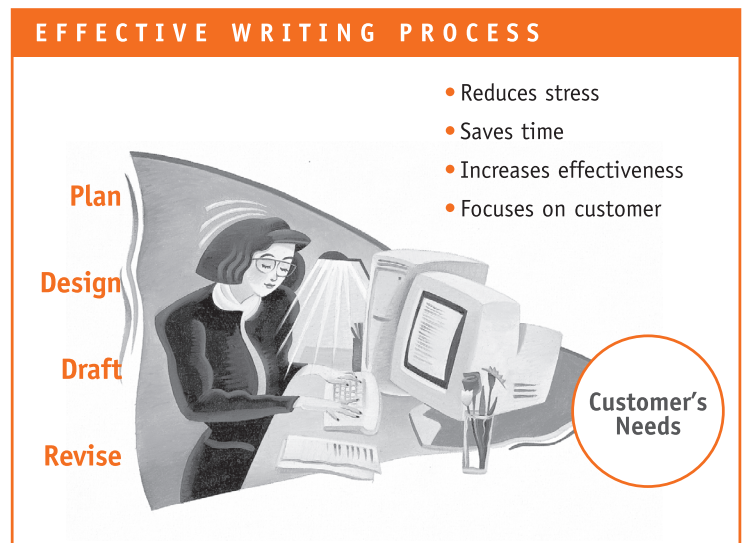 EFFECTIVE WRITING PROCESS
• Reduces stress
• Saves time
• Increases effectiveness
• Focuses on customer
Plan
Design
Draft
Revise
Customer's
Needs